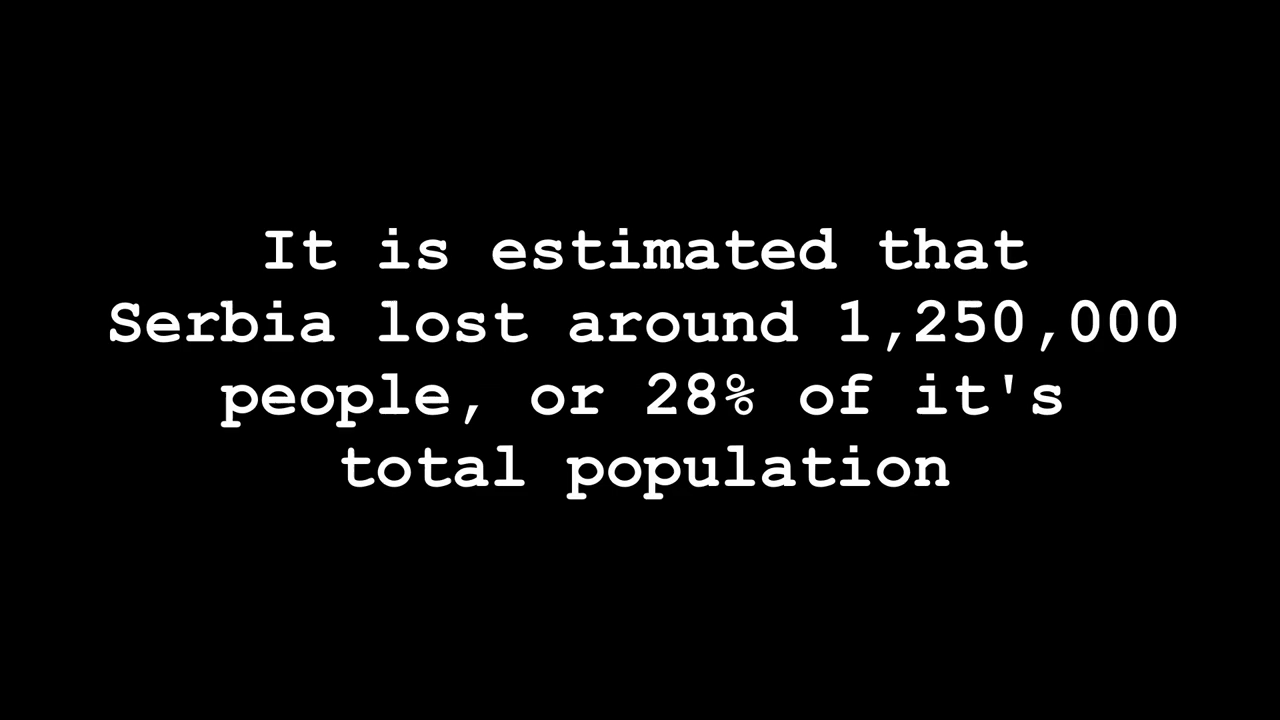 It is estimated that
Serbia lost around 1,250,000
people, or 28% of it's
total population